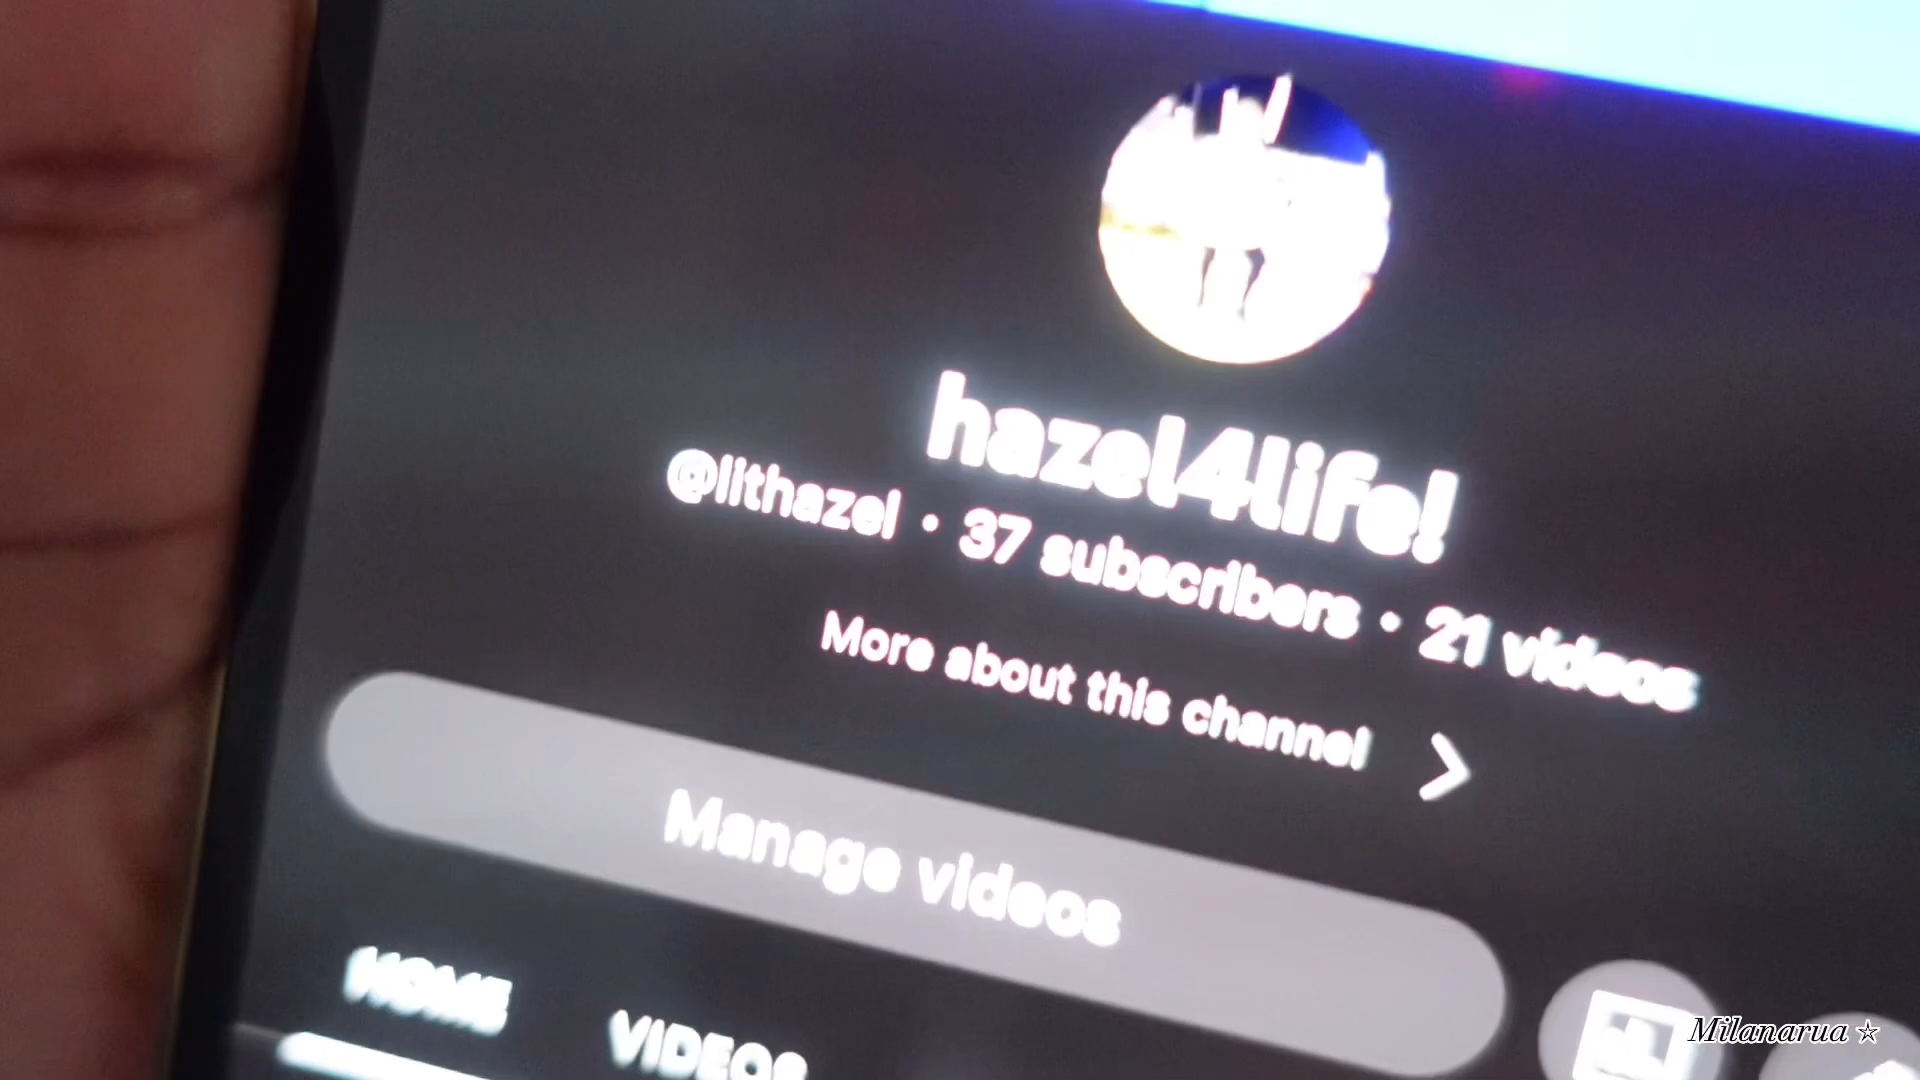 hazel4life!
@lithazel • 37 subscribers • 21 videos
More about this channel
Manage videos
HOME VIDEOS
Milanarua ☆